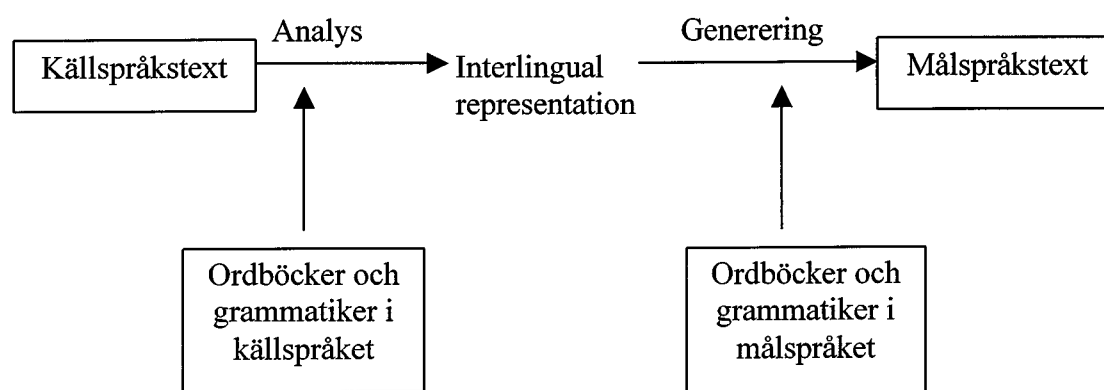 Analys
Generering
Källspråkstext
Interlingual
representation
Målspråkstext
Ordböcker och
grammatiker i
källspråket
Ordböcker och
grammatiker i
målspråket